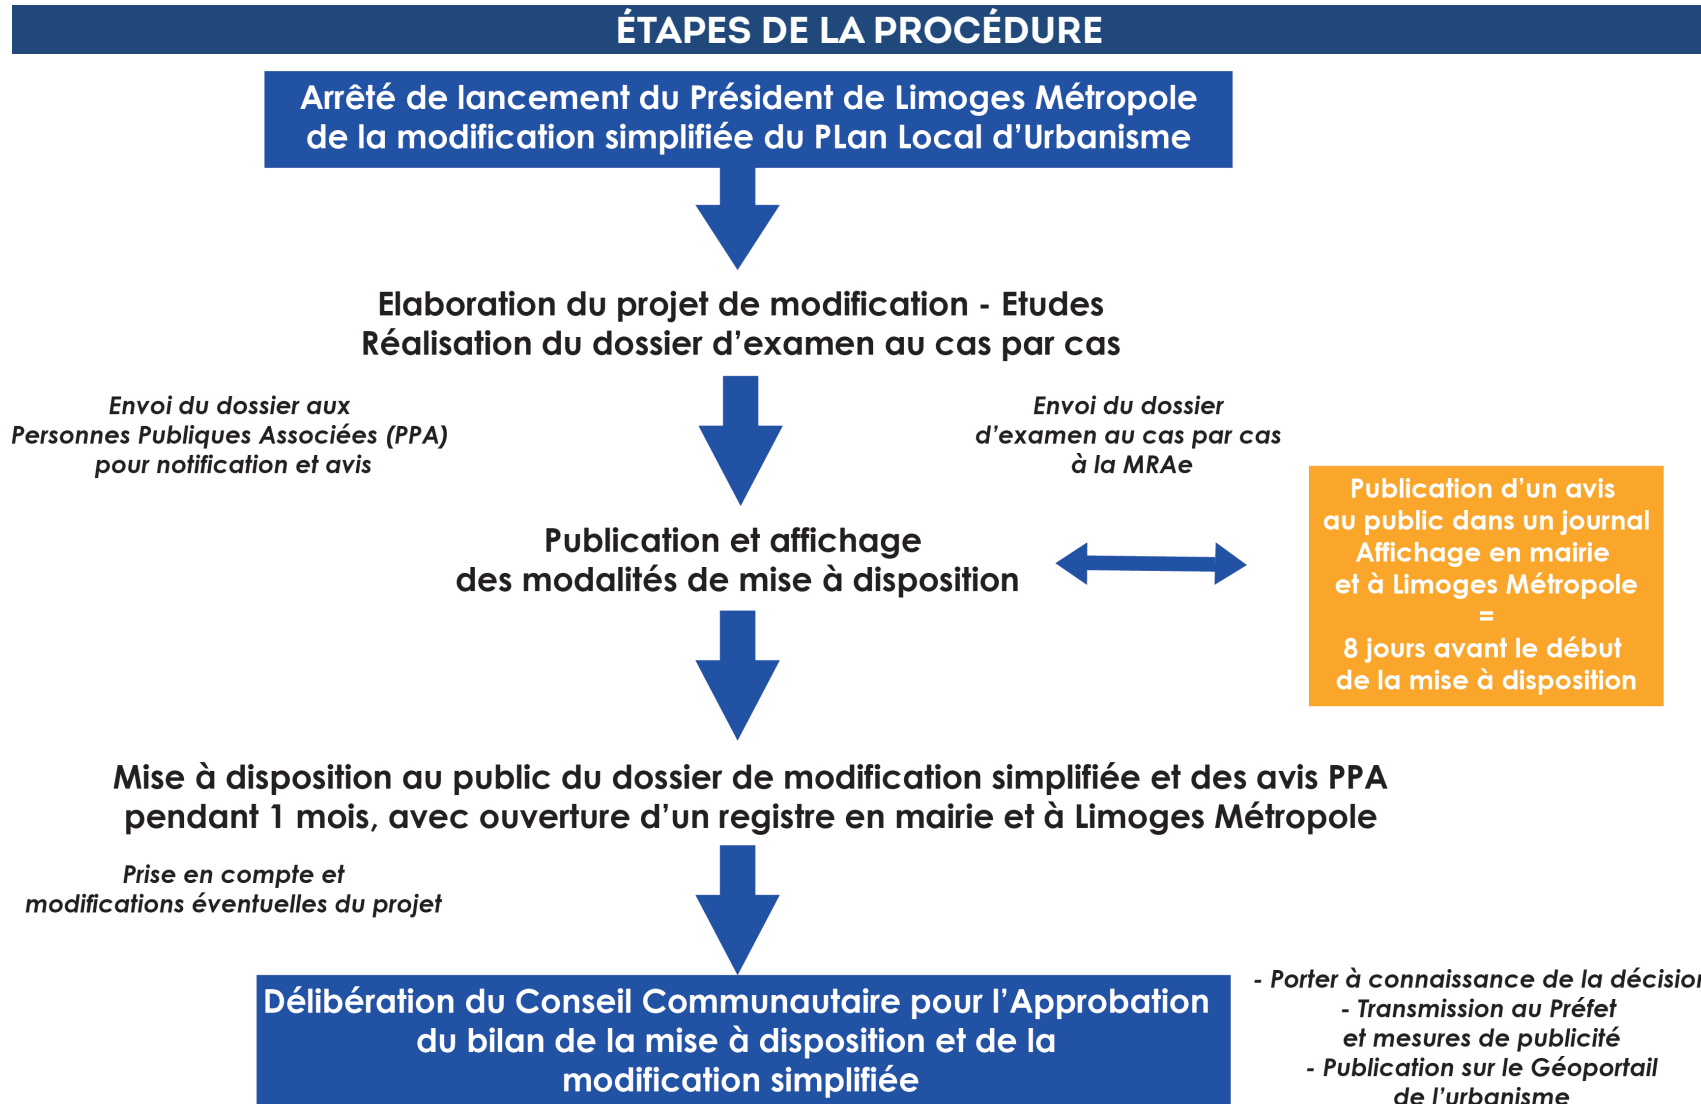 ÉTAPES DE LA PROCÉDURE
Arrêté de lancement du Président de Limoges Métropole
de la modification simplifiée du PLan Local d'Urbanisme
Elaboration du projet de modification - Etudes
Réalisation du dossier d'examen au cas par cas
Envoi du dossier aux
Personnes Publiques Associées (PPA)
pour notification et avis
Envoi du dossier
d'examen au cas par cas
à la MRAe
Publication et affichage
des modalités de mise à disposition
Publication d'un avis
au public dans un journal
Affichage en mairie
et à Limoges Métropole
=
8 jours avant le début
de la mise à disposition
Mise à disposition au public du dossier de modification simplifiée et des avis PPA
pendant 1 mois, avec ouverture d'un registre en mairie et à Limoges Métropole
Prise en compte et
modifications éventuelles du projet
Délibération du Conseil Communautaire pour l'Approbation
du bilan de la mise à disposition et de la
modification simplifiée
- Porter à connaissance de la décision
- Transmission au Préfet
et mesures de publicité
- Publication sur le Géoportail
de l'urbanisme